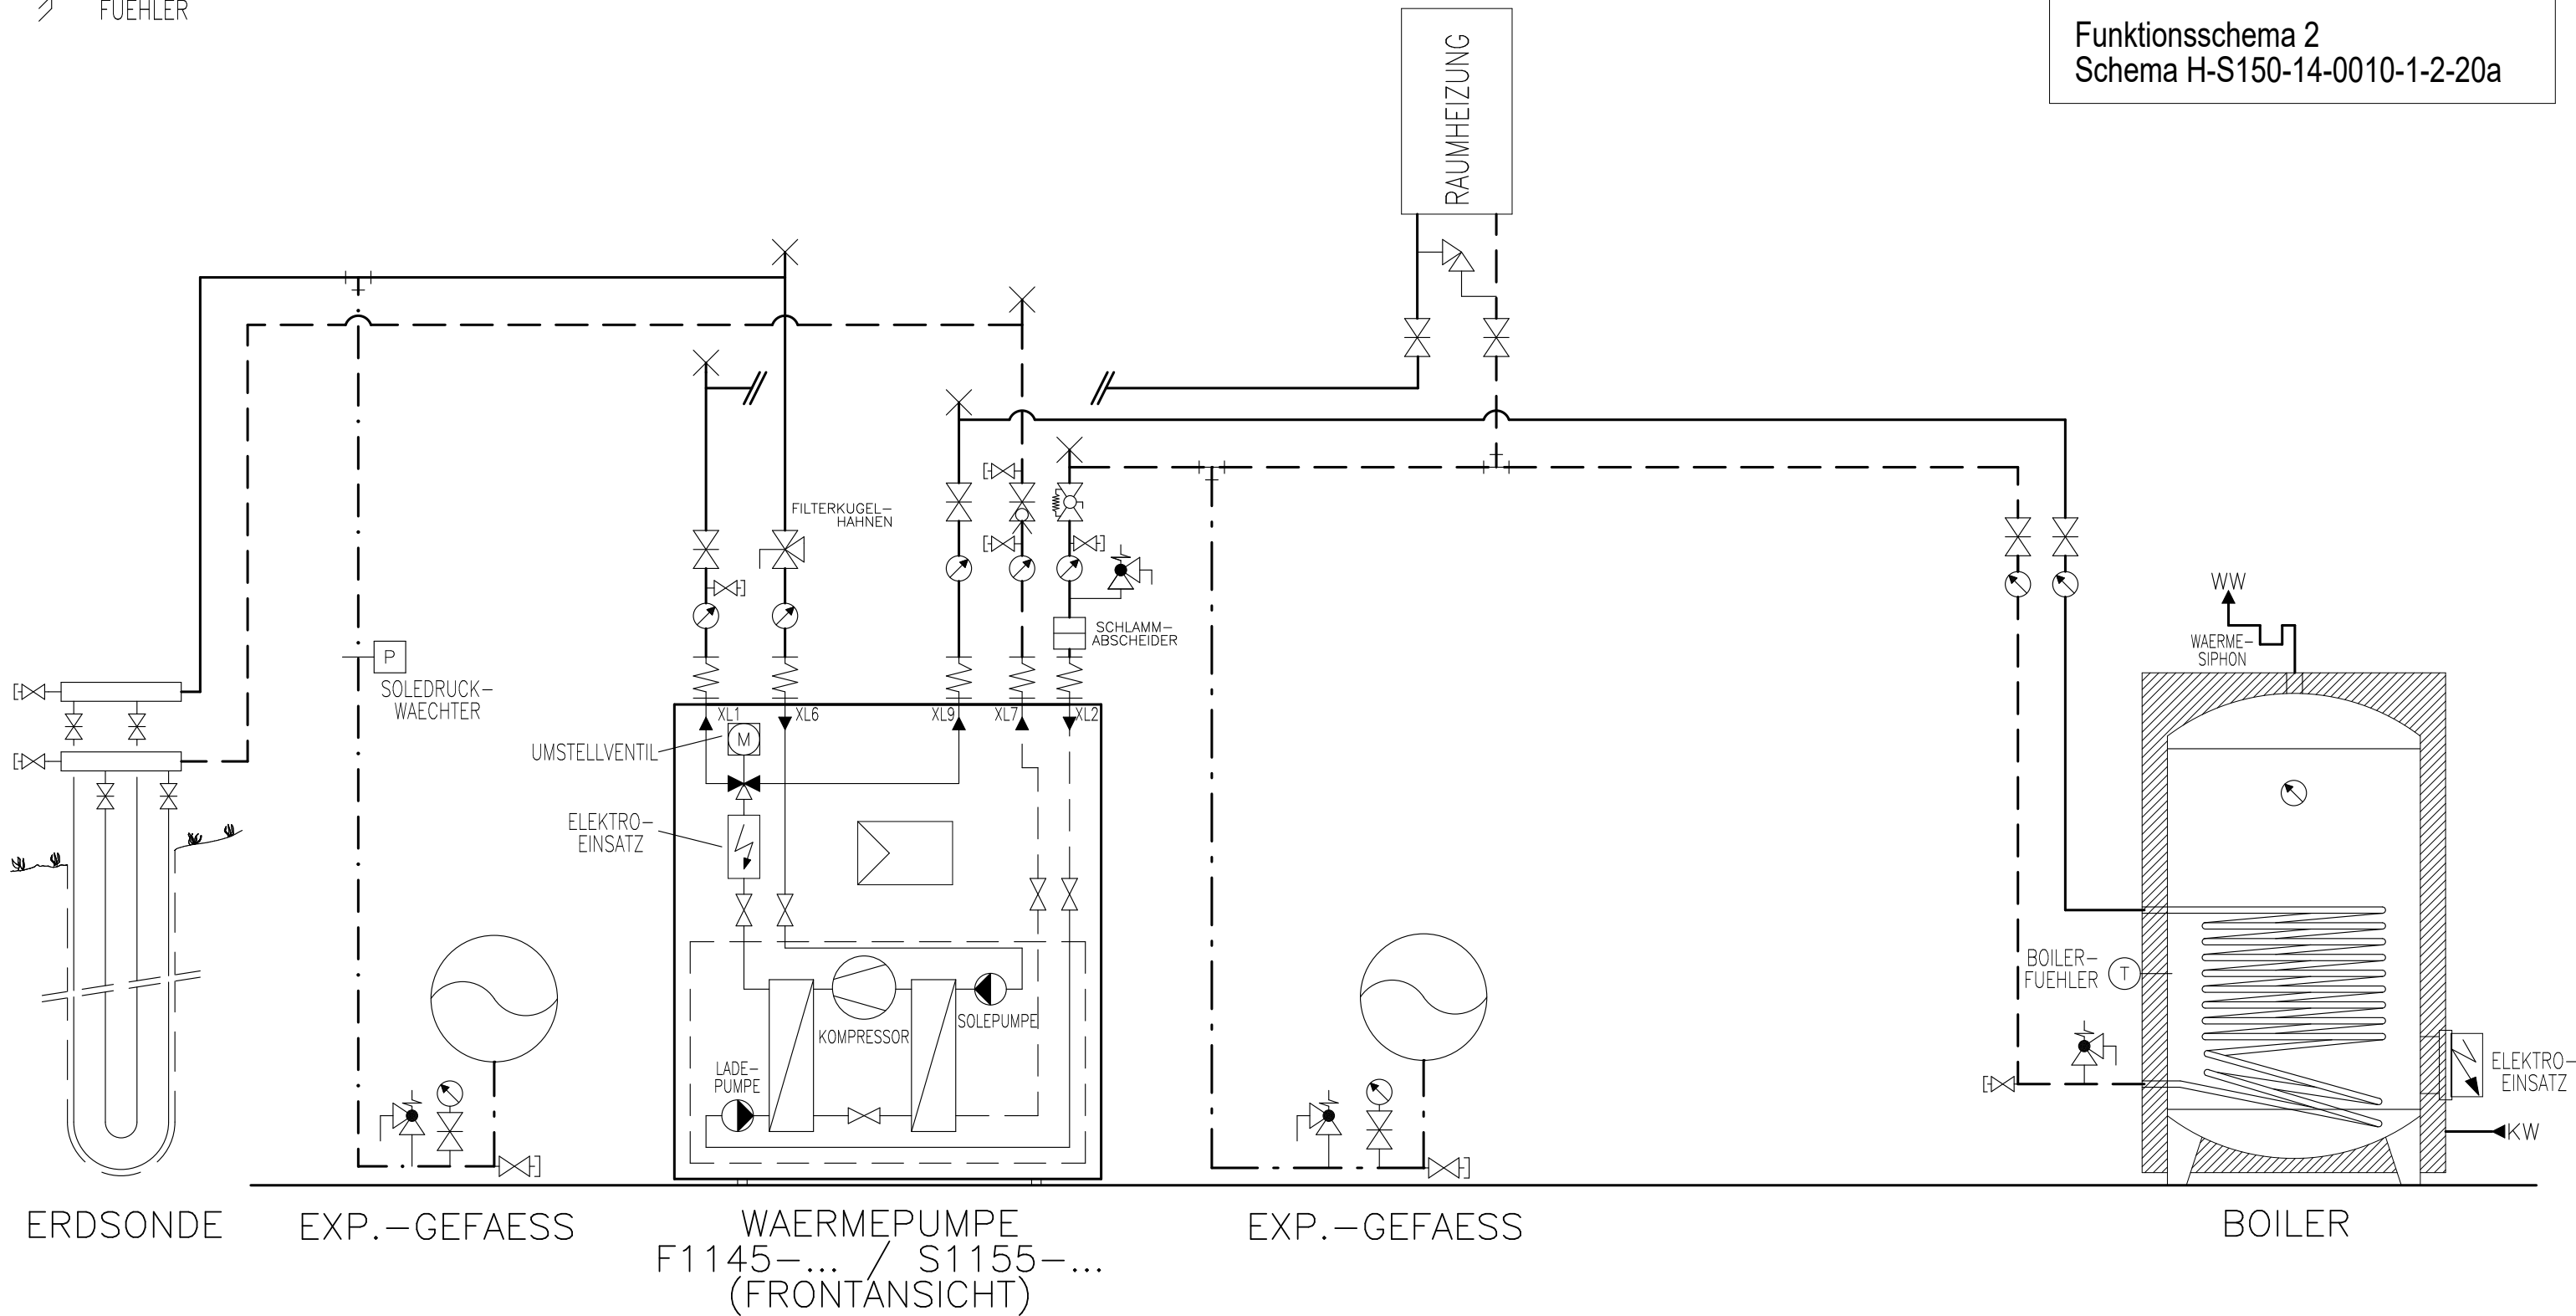 FUEHLER
Funktionsschema 2
Schema H-S150-14-0010-1-2-20a
RAUMHEIZUNG
FILTERKUGEL-
HAHNEN
SCHLAMM-
ABSCHEIDER
WW
WAERME-
SIPHON
P
SOLEDRUCK-
WAECHTER
XL1
XL6
XL9
XL7
XL2
UMSTELLVENTIL
M
ELEKTRO-
EINSATZ
KOMPRESSOR
SOLEPUMPE
LADE-
PUMPE
BOILER-
FUEHLER
T
ELEKTRO-
EINSATZ
KW
ERDSONDE
EXP.-GEFAESS
WAERMEPUMPE
F1145-... / S1155-...
(FRONTANSICHT)
EXP.-GEFAESS
BOILER